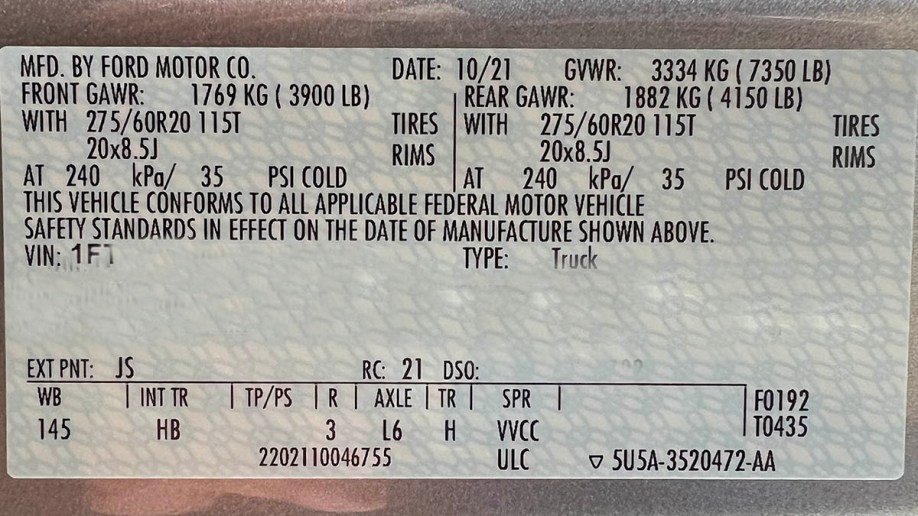 MFD. BY FORD MOTOR CO. DATE: 10/21 GVWR: 3334 KG ( 7350 LB)
FRONT GAWR: 1769 KG ( 3900 LB) REAR GAWR: 1882 KG ( 4150 LB)
WITH 275/60R20 115T TIRES WITH 275/60R20 115T TIRES
20x8.5J RIMS 20x8.5J RIMS
AT 240 kPa/ 35 PSI COLD AT 240 kPa/ 35 PSI COLD
THIS VEHICLE CONFORMS TO ALL APPLICABLE FEDERAL MOTOR VEHICLE
SAFETY STANDARDS IN EFFECT ON THE DATE OF MANUFACTURE SHOWN ABOVE.
VIN: 1FT TYPE: Truck
EXT PNT: JS RC: 21 DSO:
WB INT TR TP/PS R AXLE TR SPR F0192
145 HB 3 L6 H VVCC T0435
2202110046755 ULC ▽ 5U5A-3520472-AA